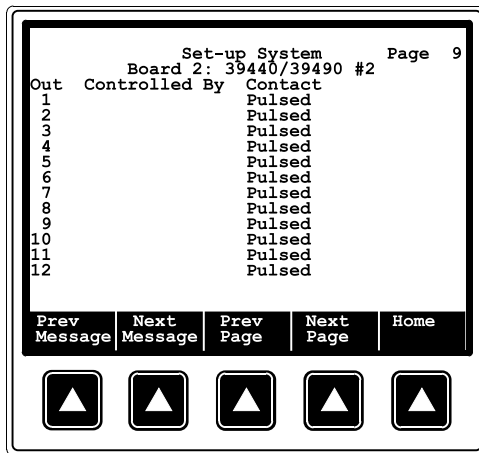 Set-up System Page 9
Board 2: 39440/39490 #2
Out Controlled By Contact
1 Pulsed
2 Pulsed
3 Pulsed
4 Pulsed
5 Pulsed
6 Pulsed
7 Pulsed
8 Pulsed
9 Pulsed
10 Pulsed
11 Pulsed
12 Pulsed
Prev Message Next Message Prev Page Next Page Home